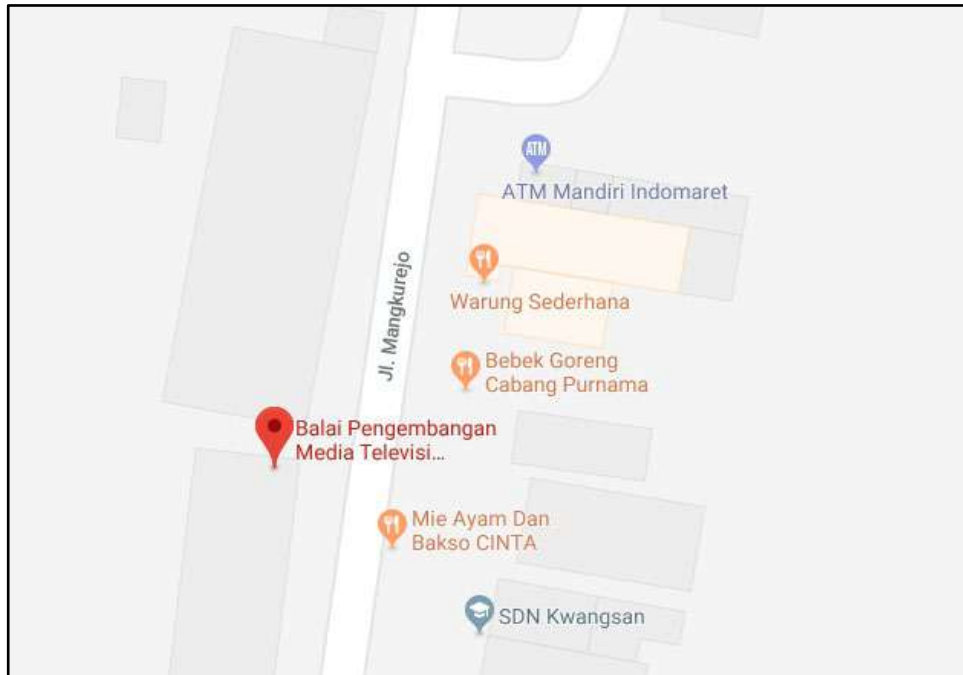 ATM
ATM Mandiri Indomaret
Warung Sederhana
Jl. Mangkurejo
Bebek Goreng
Cabang Purnama
Balai Pengembangan
Media Televisi...
Mie Ayam Dan
Bakso CINTA
SDN Kwangsan